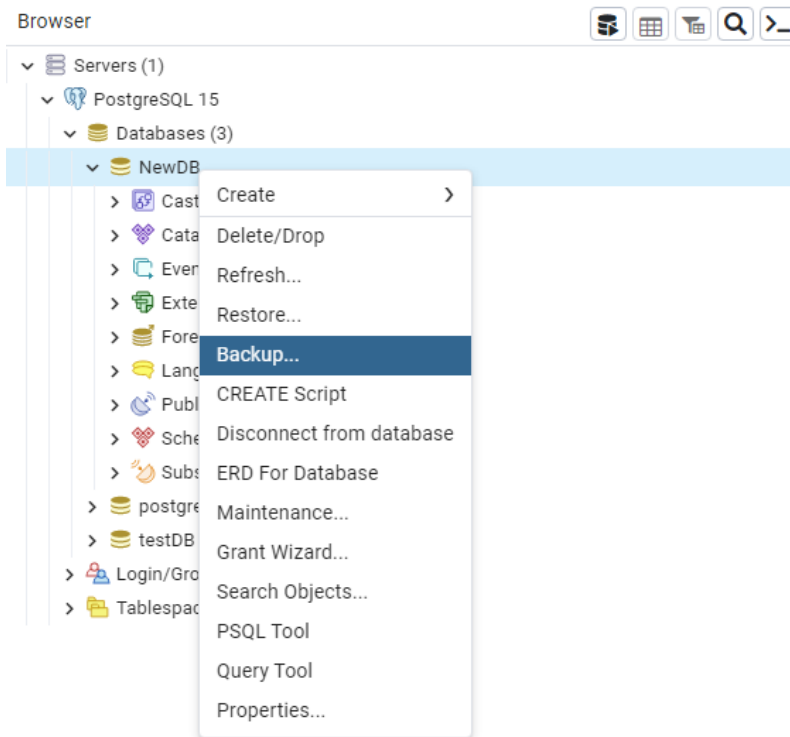 Browser
Servers (1)
PostgreSQL 15
Databases (3)
NewDB
Create
Delete/Drop
Refresh...
Restore...
Backup...
CREATE Script
Disconnect from database
ERD For Database
Maintenance...
Grant Wizard...
Search Objects...
PSQL Tool
Query Tool
Properties...
Cast
Cata
Even
Exte
Fore
Lang
Publ
Sche
Subs
postgre
testDB
Login/Gro
Tablespac